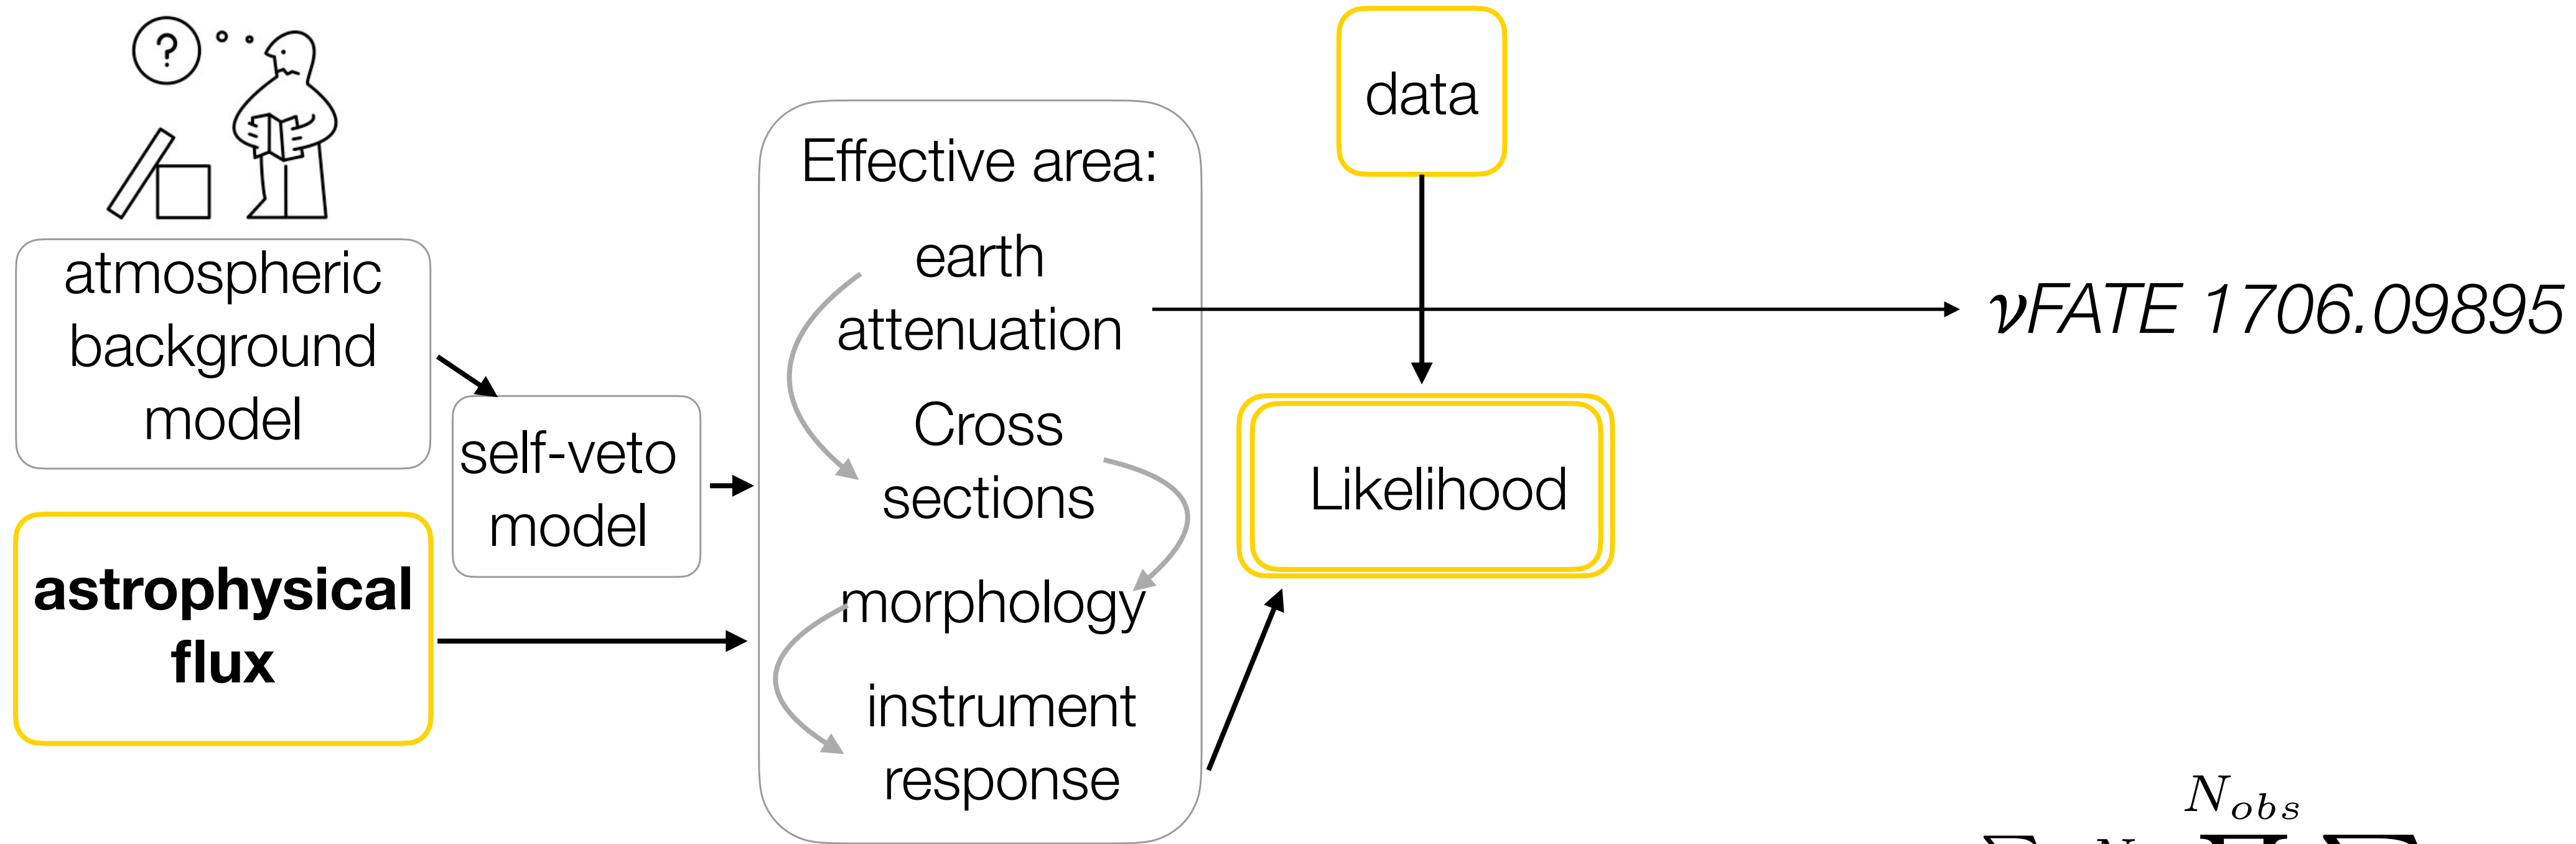 ?
atmospheric
background
model
self-veto
model
astrophysical
flux
Effective area:
earth
attenuation
Cross
sections
morphology
instrument
response
data
Likelihood
νFATE 1706.09895
N_obs